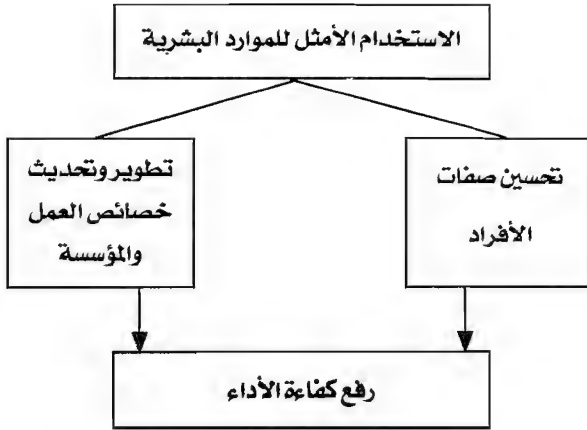 الاستخدام الأمثل للموارد البشرية
تحسين صفات
الأفراد
تطوير وتحديث
خصائص العمل
والمؤسسة
رفع كفاءة الأداء